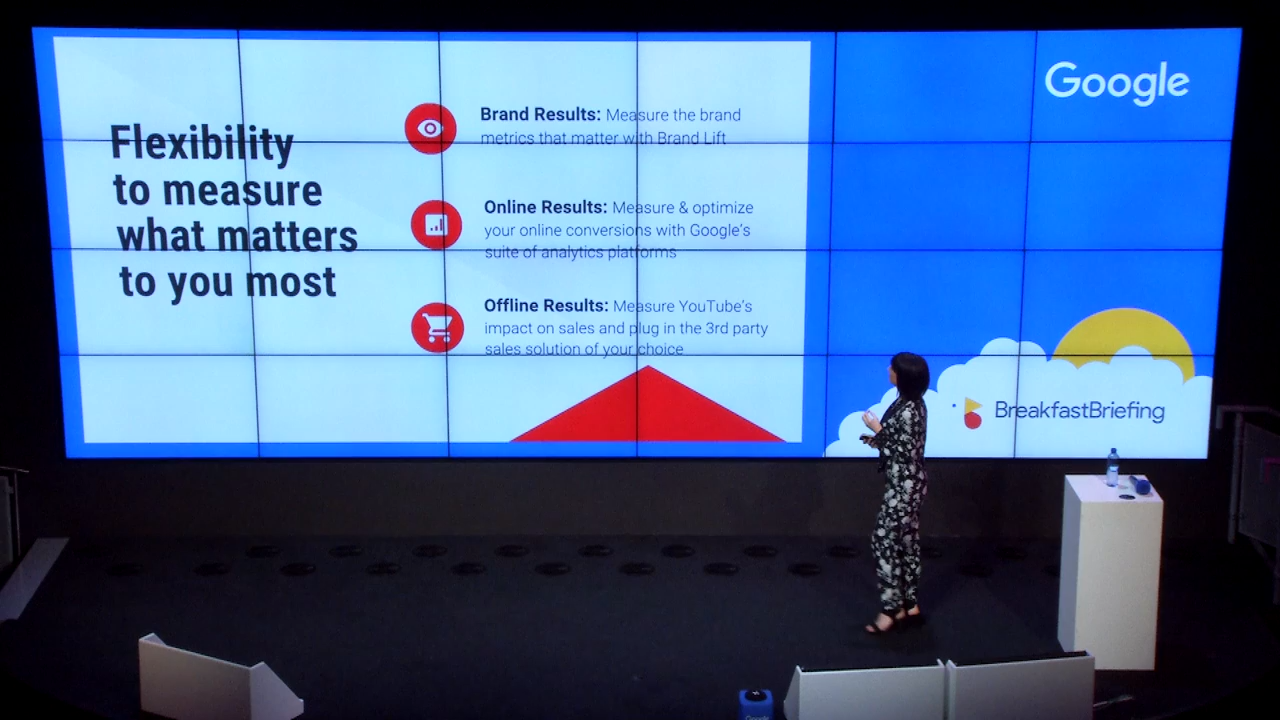 Flexibility
to measure
what matters
to you most
Brand Results: Measure the brand
metrics that matter with Brand Lift
Online Results: Measure & optimize
your online conversions with Google's
suite of analytics platforms
Offline Results: Measure YouTube's
impact on sales and plug in the 3rd party
sales solution of your choice
Google
BreakfastBriefing
Google